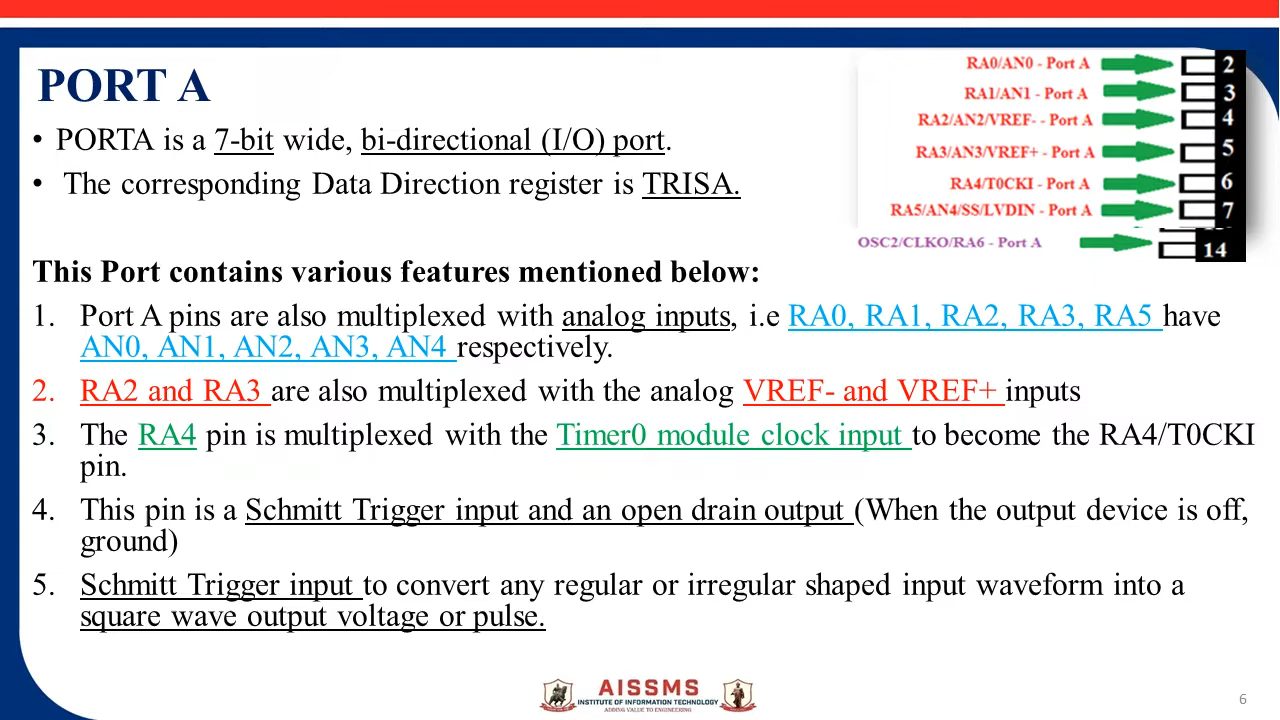 PORT A
• PORTA is a 7-bit wide, bi-directional (I/O) port.
• The corresponding Data Direction register is TRISA.
RA0/AN0 - Port A 2
RA1/AN1 - Port A 3
RA2/AN2/VREF- - Port A 4
RA3/AN3/VREF+ - Port A 5
RA4/T0CKI - Port A 6
RA5/AN4/SS/LVDIN - Port A 7
OSC2/CLKO/RA6 - Port A 14
This Port contains various features mentioned below:
1. Port A pins are also multiplexed with analog inputs, i.e RA0, RA1, RA2, RA3, RA5 have
AN0, AN1, AN2, AN3, AN4 respectively.
2. RA2 and RA3 are also multiplexed with the analog VREF- and VREF+ inputs
3. The RA4 pin is multiplexed with the Timer0 module clock input to become the RA4/T0CKI
pin.
4. This pin is a Schmitt Trigger input and an open drain output (When the output device is off,
ground)
5. Schmitt Trigger input to convert any regular or irregular shaped input waveform into a
square wave output voltage or pulse.
AISSMS
INSTITUTE OF INFORMATION TECHNOLOGY
ADDING VALUE TO ENGINEERING
6